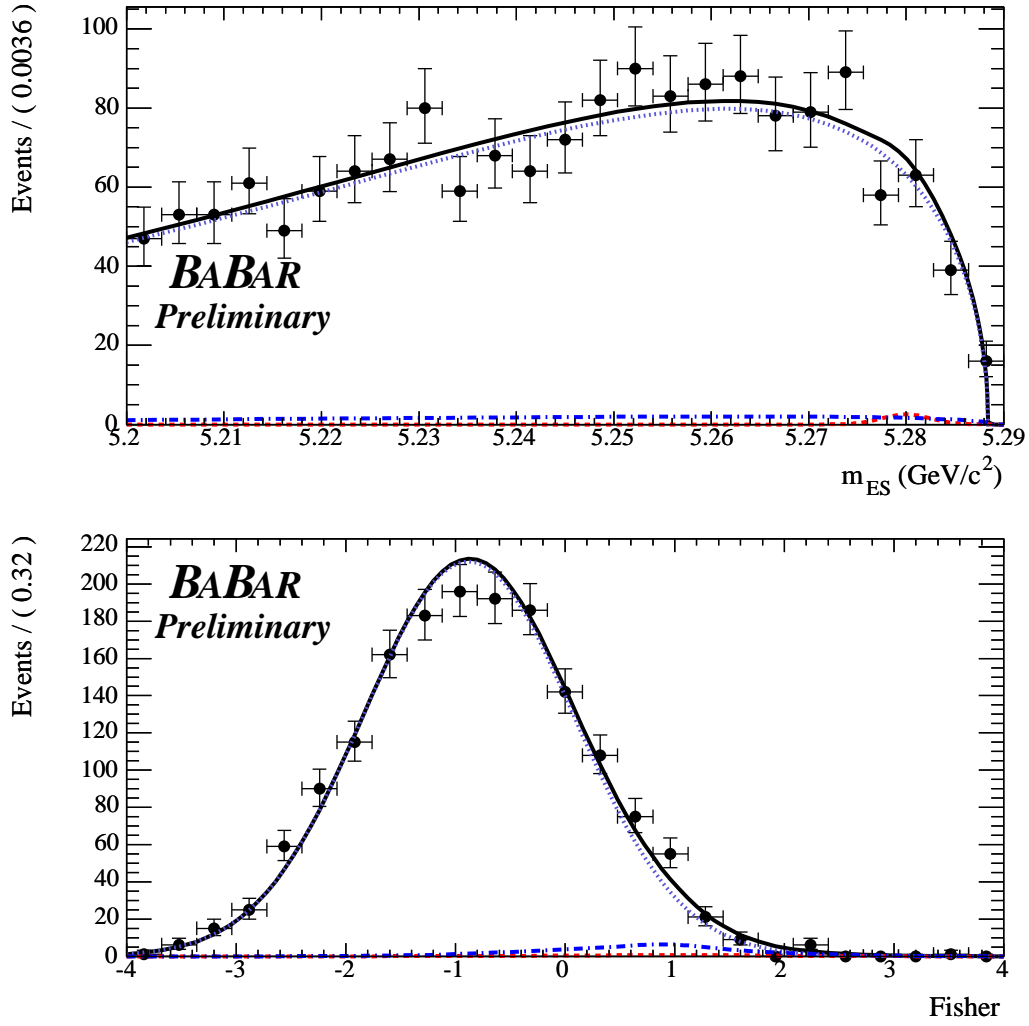 Events / ( 0.0036 )
100
80
60
40
20
0
BABAR
Preliminary
5.2 5.21 5.22 5.23 5.24 5.25 5.26 5.27 5.28 5.29
m_ES (GeV/c²)
Events / ( 0.32 )
220
200
180
160
140
120
100
80
60
40
20
0
BABAR
Preliminary
-4 -3 -2 -1 0 1 2 3 4
Fisher